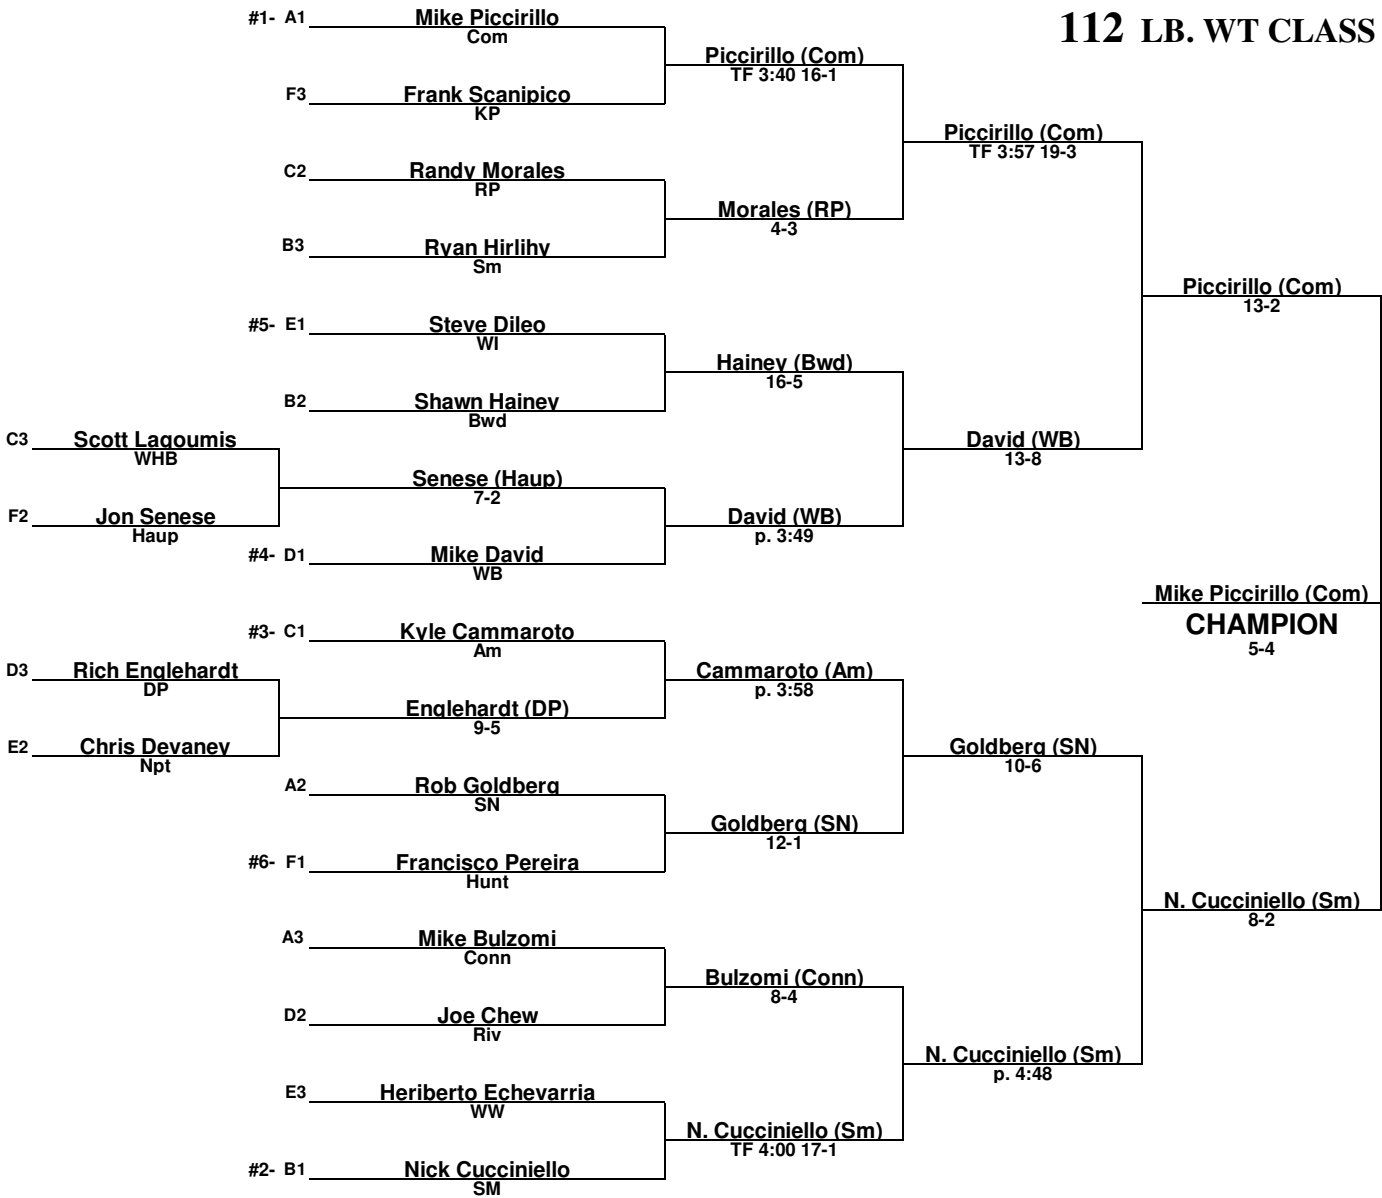 112 LB. WT CLASS
#1- A1 Mike Piccirillo
Com
Piccirillo (Com)
TF 3:40 16-1
F3 Frank Scanipico
KP
Piccirillo (Com)
TF 3:57 19-3
C2 Randy Morales
RP
Morales (RP)
4-3
B3 Ryan Hirlihy
Sm
Piccirillo (Com)
13-2
#5- E1 Steve Dileo
WI
Hainey (Bwd)
16-5
B2 Shawn Hainey
Bwd
C3 Scott Lagoumis
WHB
David (WB)
13-8
Senese (Haup)
7-2
F2 Jon Senese
Haup
David (WB)
p. 3:49
#4- D1 Mike David
WB
Mike Piccirillo (Com)
CHAMPION
5-4
#3- C1 Kyle Cammaroto
Am
D3 Rich Englehardt
DP
Cammaroto (Am)
p. 3:58
Englehardt (DP)
9-5
E2 Chris Devaney
Npt
Goldberg (SN)
10-6
A2 Rob Goldberg
SN
Goldberg (SN)
12-1
#6- F1 Francisco Pereira
Hunt
N. Cucciniello (Sm)
8-2
A3 Mike Bulzomi
Conn
Bulzomi (Conn)
8-4
D2 Joe Chew
Riv
N. Cucciniello (Sm)
p. 4:48
E3 Heriberto Echevarria
WW
N. Cucciniello (Sm)
TF 4:00 17-1
#2- B1 Nick Cucciniello
SM